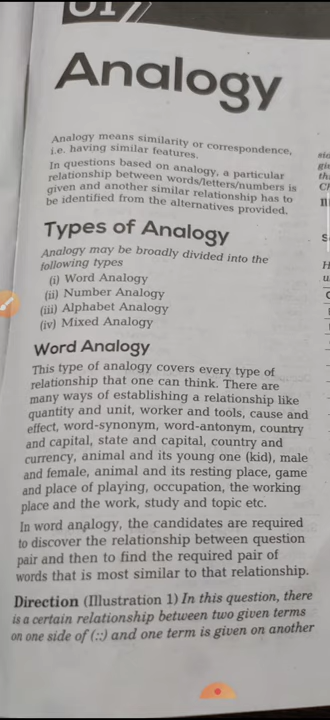 01
Analogy
Analogy means similarity or correspondence,
i.e. having similar features.
In questions based on analogy, a particular
relationship between words/letters/numbers is
given and another similar relationship has to
be identified from the alternatives provided.
Types of Analogy
Analogy may be broadly divided into the
following types
(i) Word Analogy
(ii) Number Analogy
(iii) Alphabet Analogy
(iv) Mixed Analogy
Word Analogy
This type of analogy covers every type of
relationship that one can think. There are
many ways of establishing a relationship like
quantity and unit, worker and tools, cause and
effect, word-synonym, word-antonym, country
and capital, state and capital, country and
currency, animal and its young one (kid), male
and female, animal and its resting place, game
and place of playing, occupation, the working
place and the work, study and topic etc.
In word analogy, the candidates are required
to discover the relationship between question
pair and then to find the required pair of
words that is most similar to that relationship.
Direction (Illustration 1) In this question, there
is a certain relationship between two given terms
on one side of (::) and one term is given on another